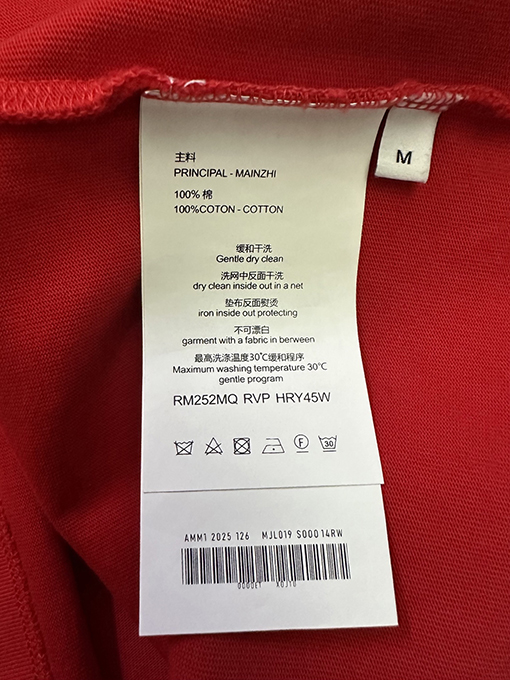 主料
PRINCIPAL - MAINZHI
100% 棉
100%COTON - COTTON
M
缓和干洗
Gentle dry clean
洗网中反面干洗
dry clean inside out in a net
垫布反面熨烫
iron inside out protecting
不可漂白
garment with a fabric in berween
最高洗涤温度30℃缓和程序
Maximum washing temperature 30℃
gentle program
RM252MQ RVP HRY45W
F 30
AMM1 2025 126 MJL019 S000 14RW